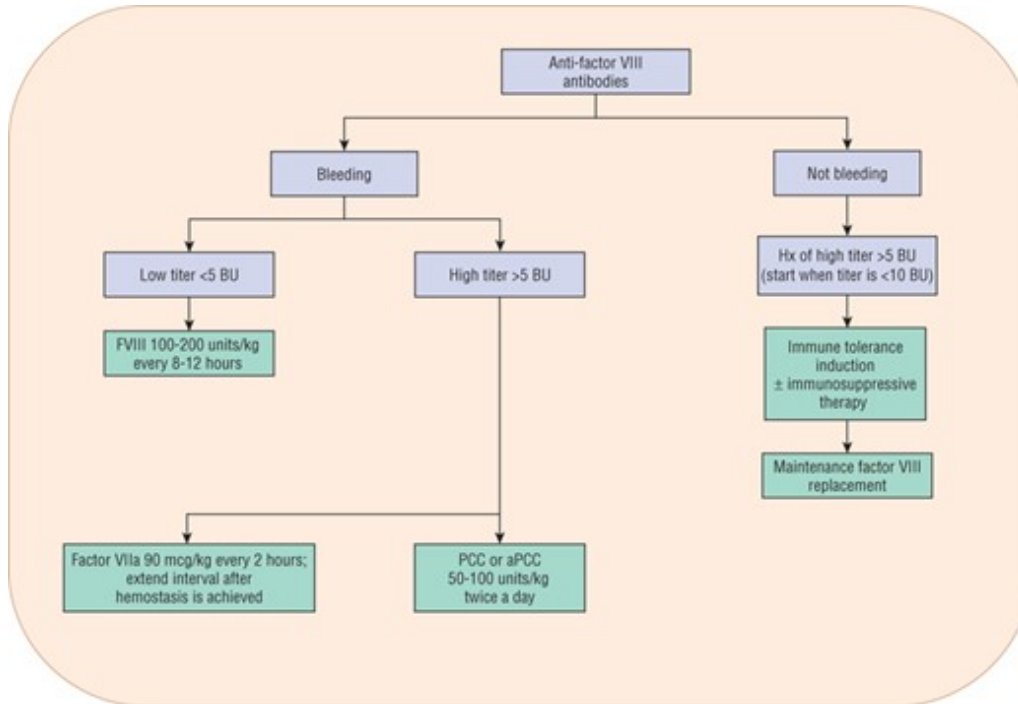 Anti-factor VIII
antibodies
Bleeding
Not bleeding
Low titer <5 BU
High titer >5 BU
Hx of high titer >5 BU
(start when titer is <10 BU)
FVIII 100-200 units/kg
every 8-12 hours
Immune tolerance
induction
± immunosuppressive
therapy
Maintenance factor VIII
replacement
Factor VIIa 90 mcg/kg every 2 hours;
extend interval after
hemostasis is achieved
PCC or aPCC
50-100 units/kg
twice a day